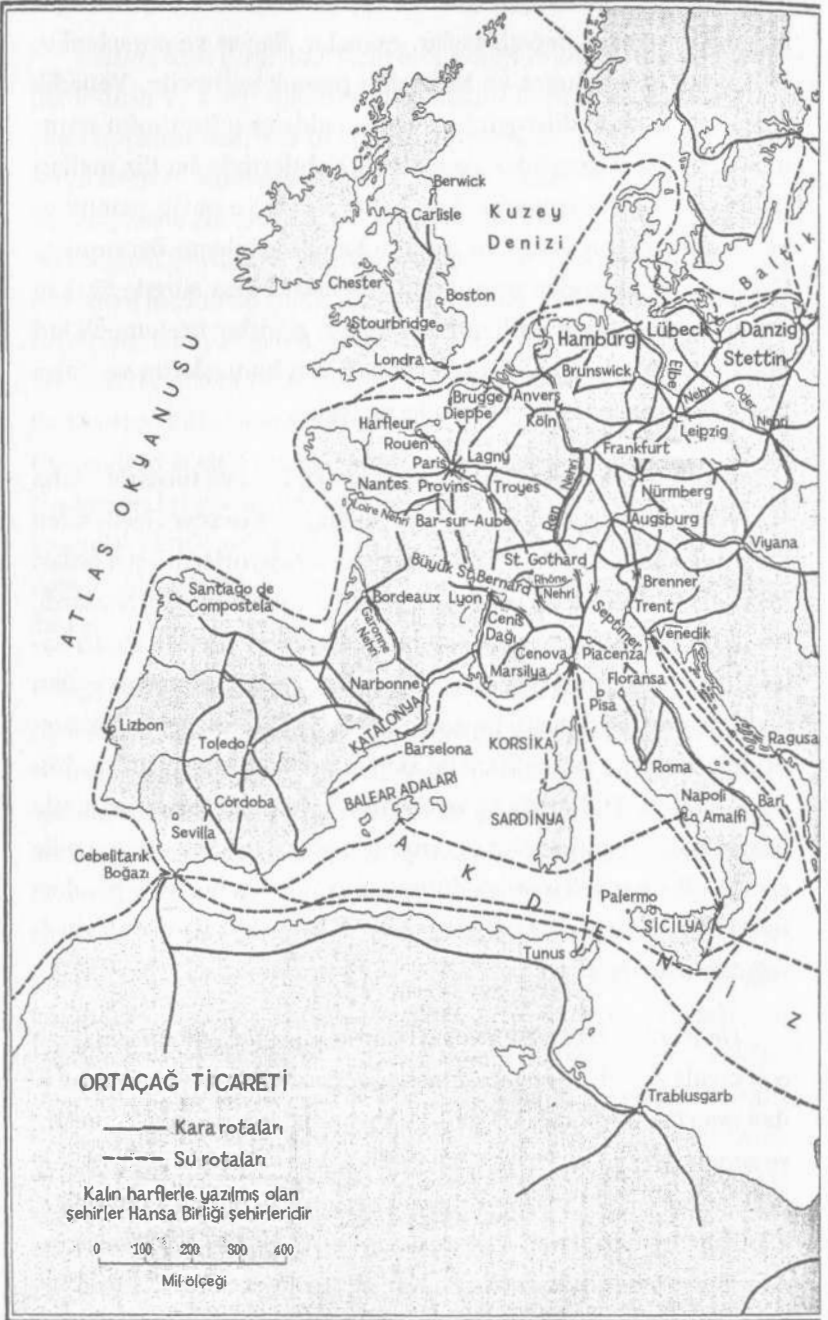 Berwick
Carlisle
Kuzey
Denizi
Chester
Boston
Stourbridge
Londra
Baltık
Hamburg
Lübeck
Danzig
Stettin
Brunswick
Elbe
Nehri
Oder
Nehri
Brugge
Anvers
Dieppe
Köln
Leipzig
Harfleur
Rouen
Lagny
Frankfurt
Paris
Nantes
Provins
Troyes
Ren Nehri
Nürmberg
Loire Nehri
Bar-sur-Aube
Augsburg
Viyana
ATLAS OKYANUSU
St. Gothard
Büyük St. Bernard
Rhône
Nehri
Brenner
Santiago de
Compostela
Bordeaux
Lyon
Trent
Garonne
Nehri
Cenis
Dağı
Septimer
Venedik
Cenova
Piacenza
Marsilya
Floransa
Narbonne
Pisa
KATALONYA
Lizbon
Toledo
Barselona
KORSİKA
Ragusa
Roma
BALEAR ADALARI
Napoli
Bari
Córdoba
Amalfi
Sevilla
SARDİNYA
Cebelitarık
Boğazı
AKDENİZ
Palermo
SİCİLYA
Tunus
Trablusgarb
ORTAÇAĞ TİCARETİ
Kara rotaları
Su rotaları
Kalın harflerle yazılmış olan
şehirler Hansa Birliği şehirleridir
0 100 200 300 400
Mil ölçeği